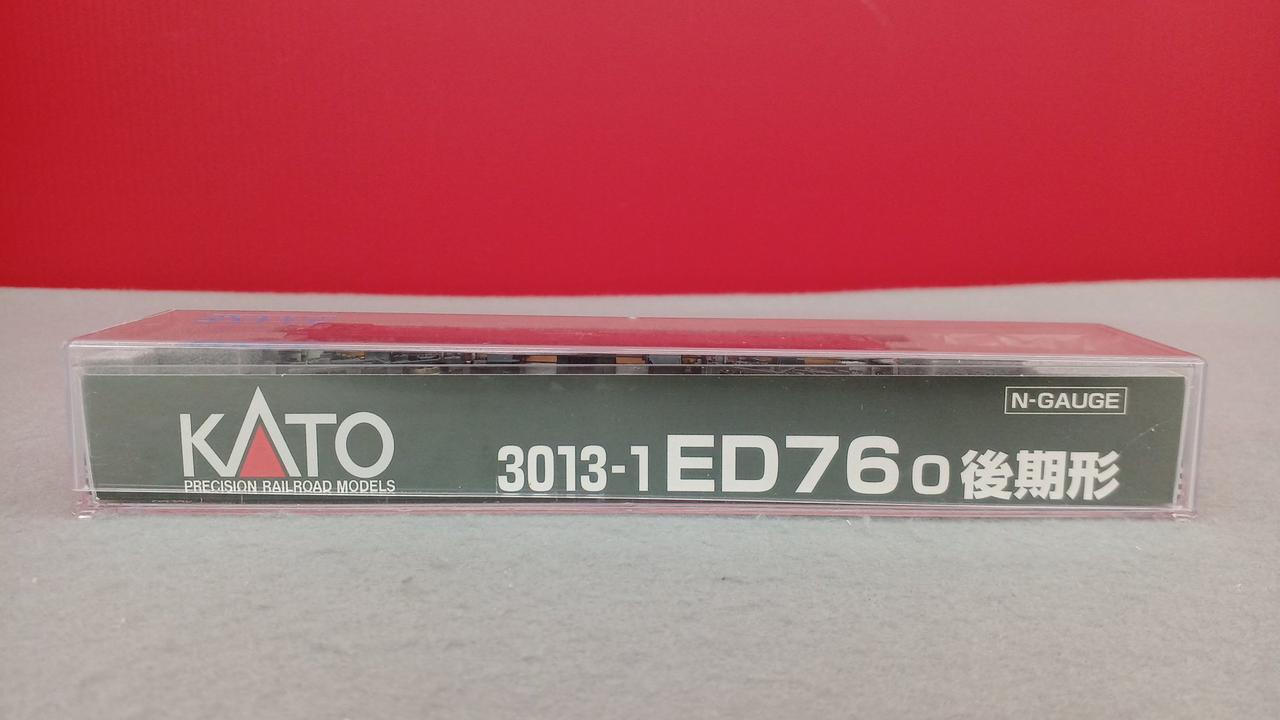 KATO
PRECISION RAILROAD MODELS
N-GAUGE
3013-1 ED76 0 後期形